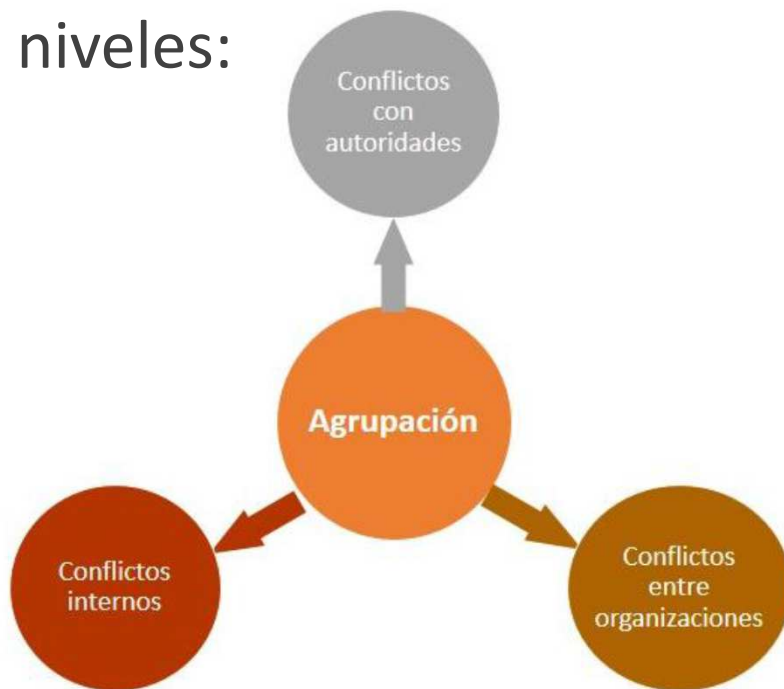 niveles:
Conflictos
con
autoridades
Agrupación
Conflictos
internos
Conflictos
entre
organizaciones